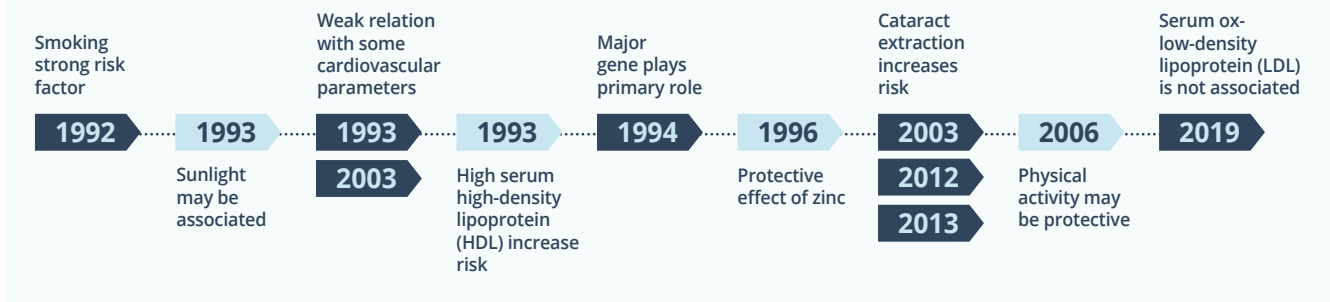 Smoking
strong risk
factor
1992
1993
Sunlight
may be
associated
Weak relation
with some
cardiovascular
parameters
1993
2003
1993
High serum
high-density
lipoprotein
(HDL) increase
risk
Major
gene plays
primary role
1994
1996
Protective
effect of zinc
Cataract
extraction
increases
risk
2003
2012
2013
2006
Physical
activity may
be protective
Serum ox-
low-density
lipoprotein (LDL)
is not associated
2019